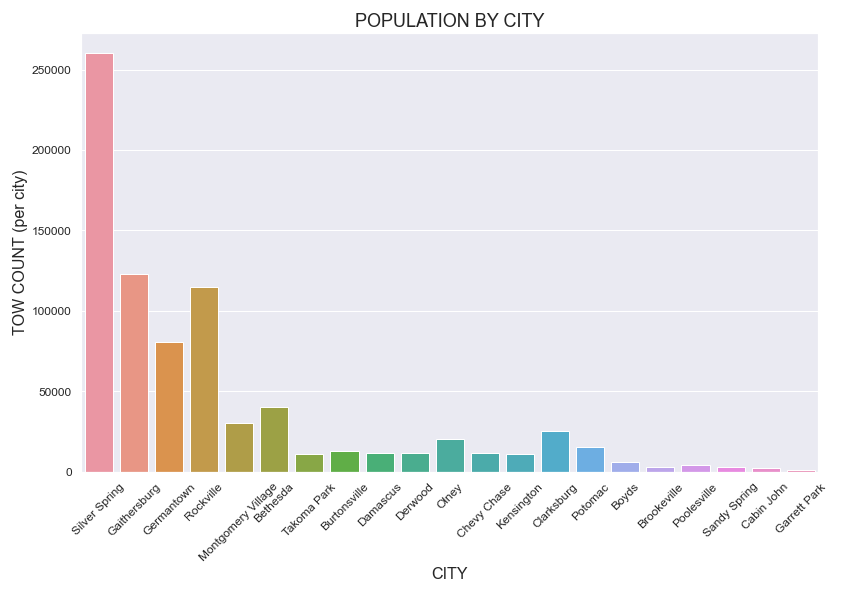 POPULATION BY CITY
TOW COUNT (per city)
250000
200000
150000
100000
50000
0
Silver Spring
Gaithersburg
Germantown
Rockville
Montgomery Village
Bethesda
Takoma Park
Burtonsville
Damascus
Derwood
Olney
Chevy Chase
Kensington
Clarksburg
Potomac
Boyds
Brookeville
Poolesville
Sandy Spring
Cabin John
Garrett Park
CITY